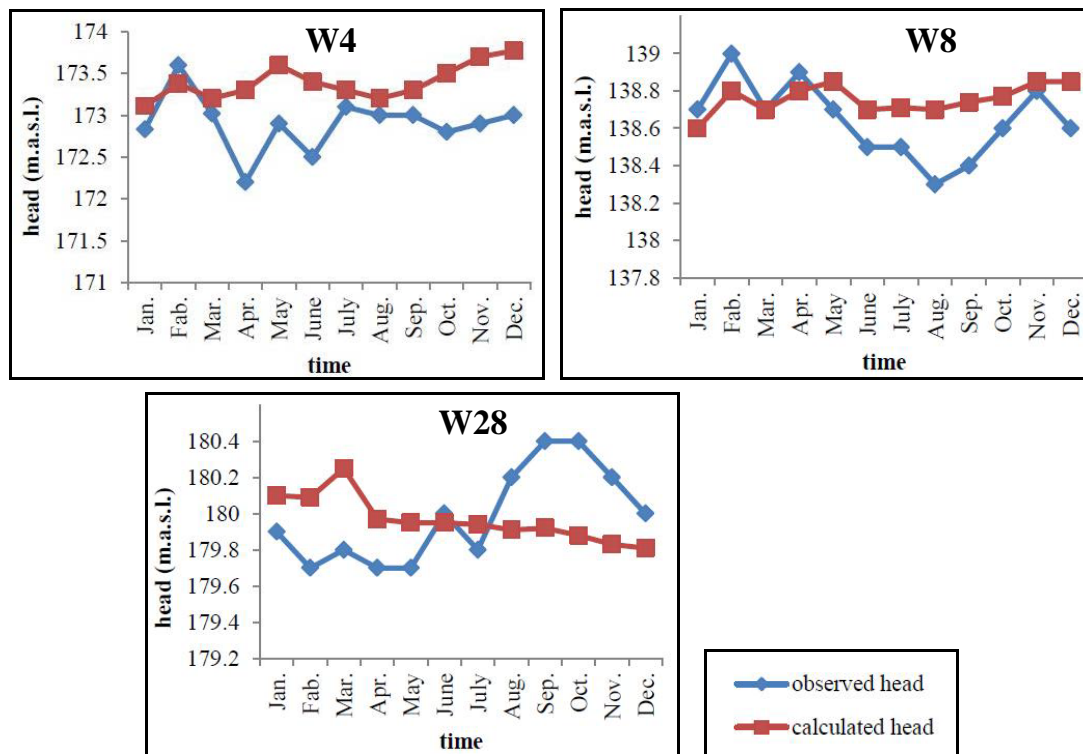 W4
174
173.5
173
172.5
172
171.5
171
head (m.a.s.l.)
Jan.
Fab.
Mar.
Apr.
May
June
July
Aug.
Sep.
Oct.
Nov.
Dec.
time
W8
139
138.8
138.6
138.4
138.2
138
137.8
head (m.a.s.l.)
Jan.
Fab.
Mar.
Apr.
May
June
July
Aug.
Sep.
Oct.
Nov.
Dec.
time
W28
180.4
180.2
180
179.8
179.6
179.4
179.2
head (m.a.s.l.)
Jan.
Fab.
Mar.
Apr.
May
June
July
Aug.
Sep.
Oct.
Nov.
Dec.
time
observed head
calculated head